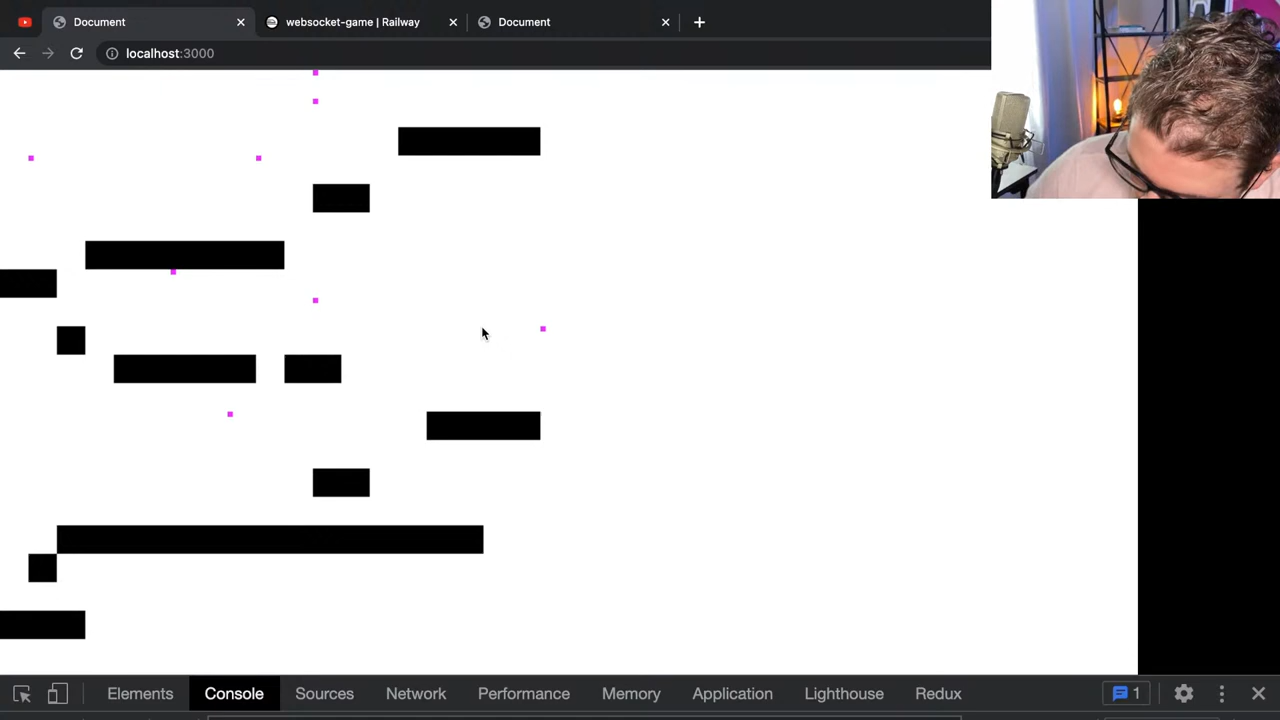 Document
websocket-game | Railway
Document
localhost:3000
Elements
Console
Sources
Network
Performance
Memory
Application
Lighthouse
Redux
1